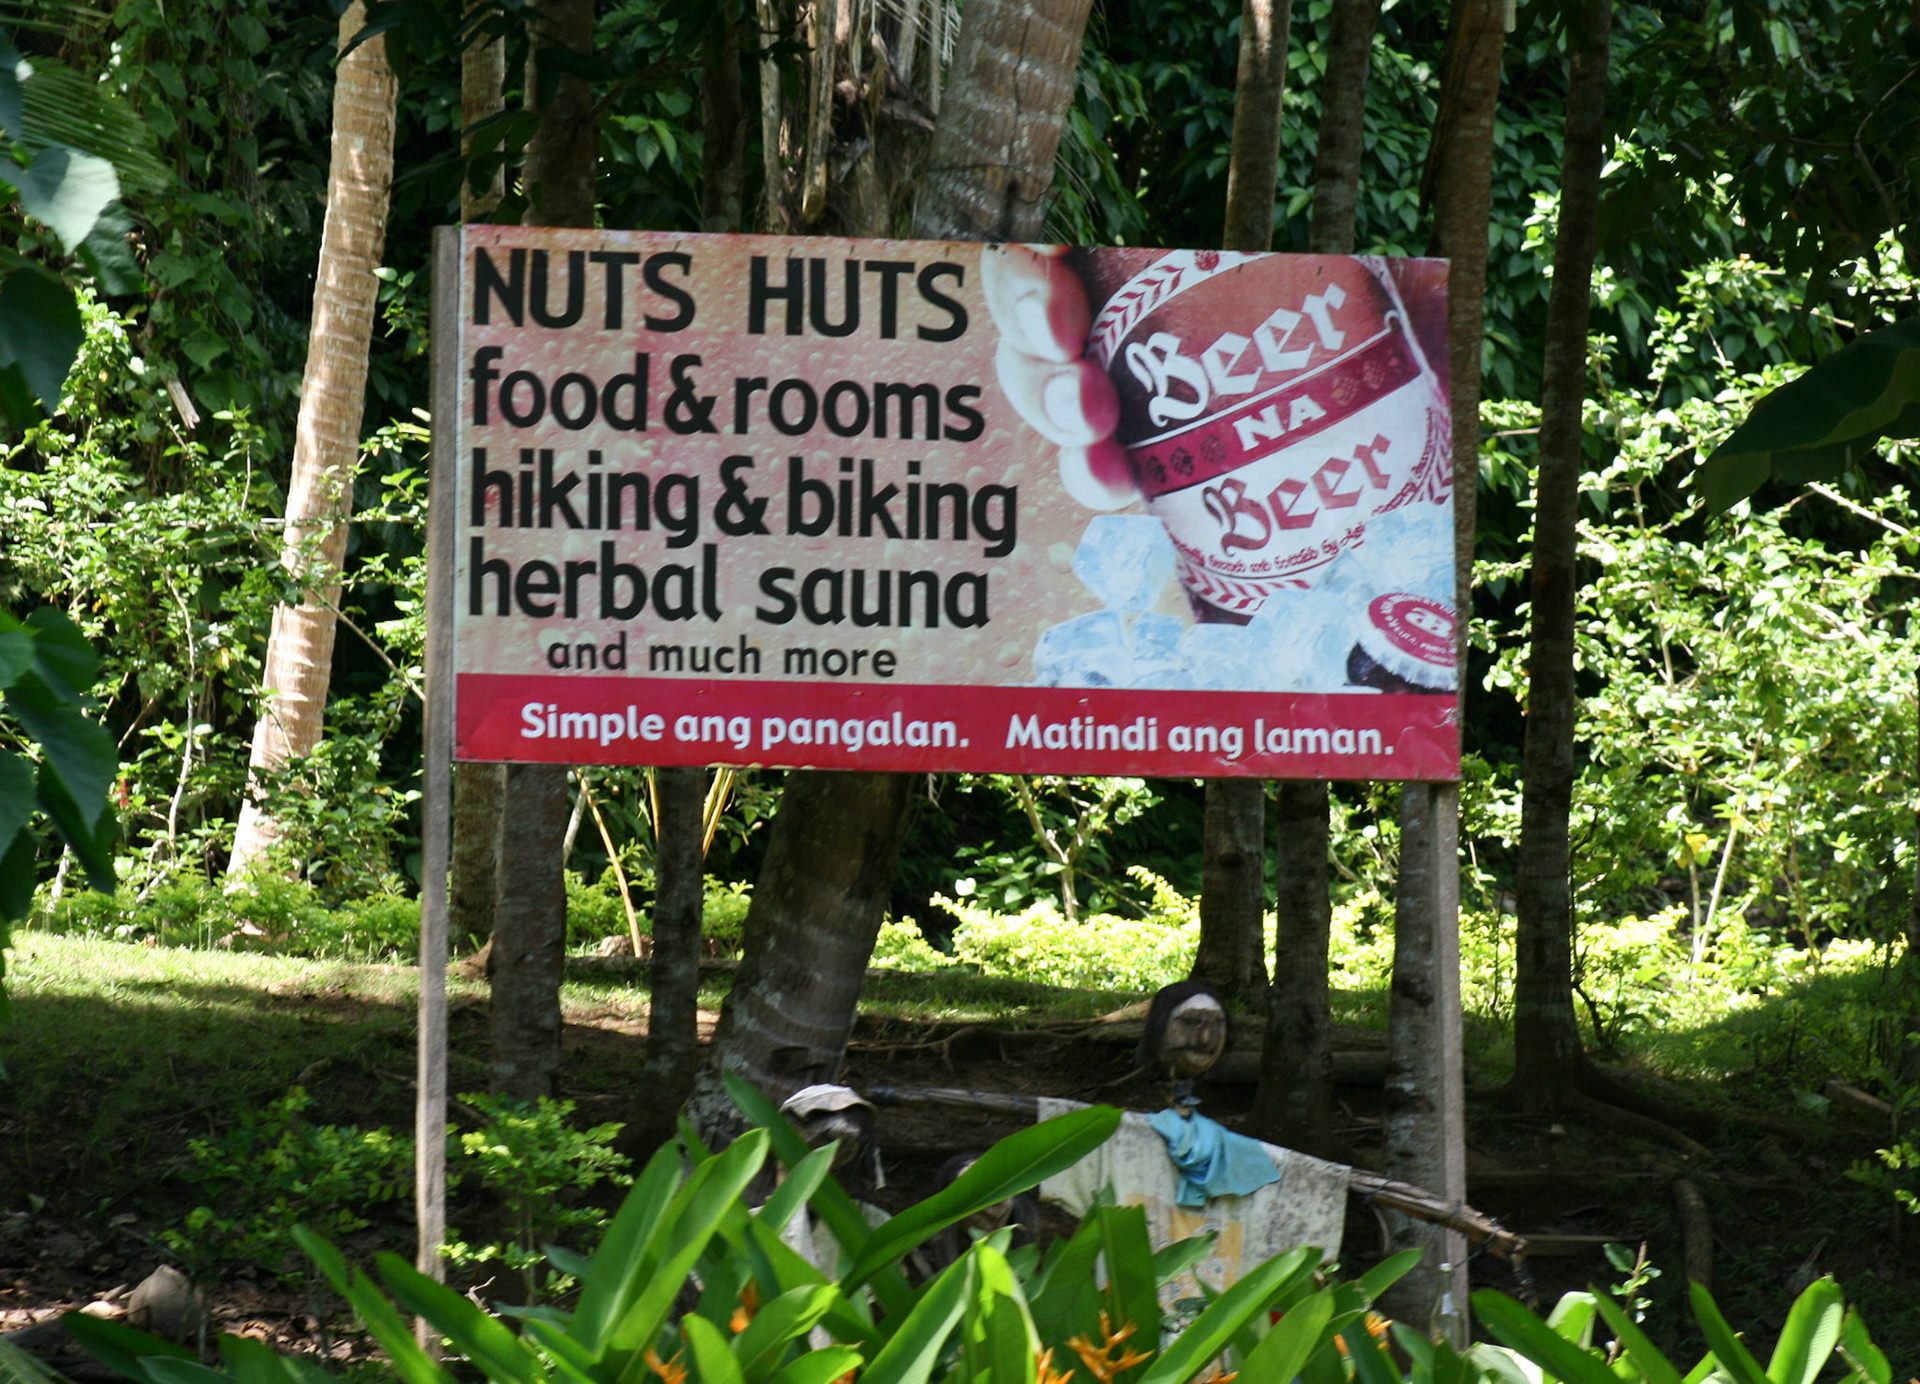 NUTS HUTS
food & rooms
hiking & biking
herbal sauna
and much more
Beer
NA
Beer
Simple ang pangalan. Matindi ang laman.